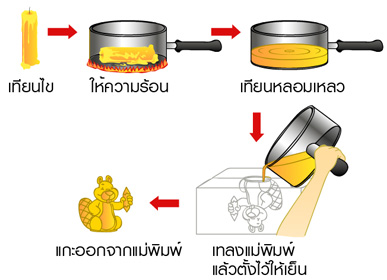 เทียนไข
ให้ความร้อน
เทียนหลอมเหลว
เทลงแม่พิมพ์
แล้วตั้งไว้ให้เย็น
แกะออกจากแม่พิมพ์